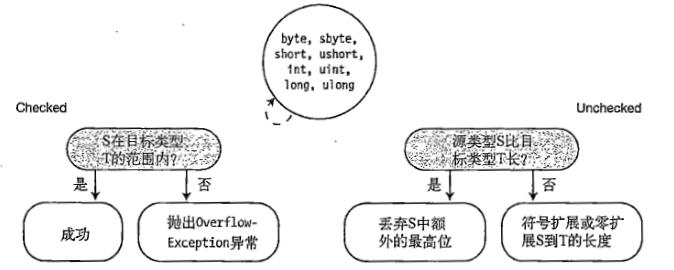 byte, sbyte,
short, ushort,
int, uint,
long, ulong
Checked
Unchecked
S在目标类型
T的范围内?
源类型S比目
标类型T长?
是
否
是
否
成功
抛出Overflow-
Exception异常
丢弃S中额
外的最高位
符号扩展或零扩
展S到T的长度